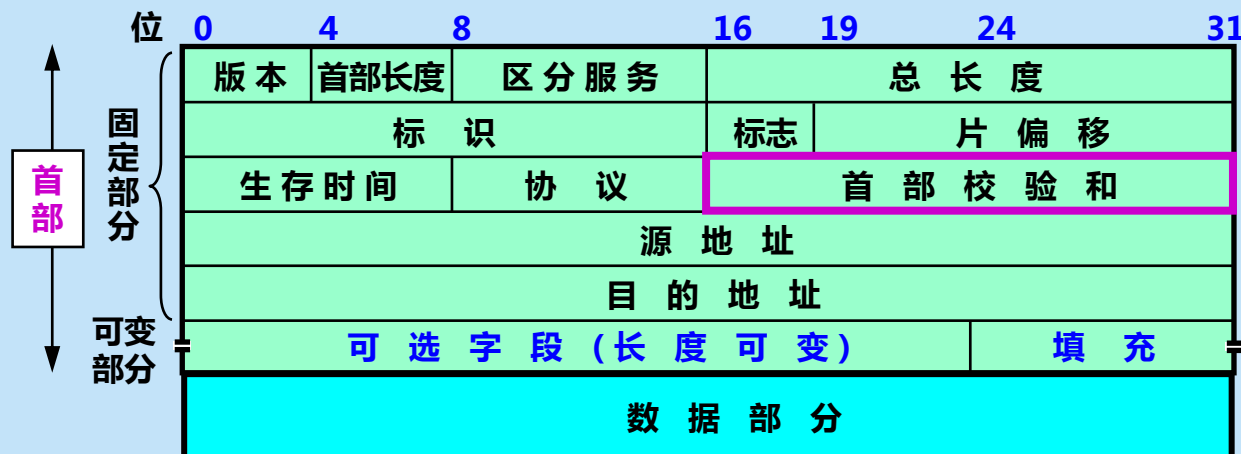 位 0 4 8 16 19 24 31
版本 首部长度 区分服务 总长度
标识 标志 片偏移
生存时间 协议 首部校验和
源地址
目的地址
可选字段(长度可变) 填充
数据部分
首部
固定部分
可变部分